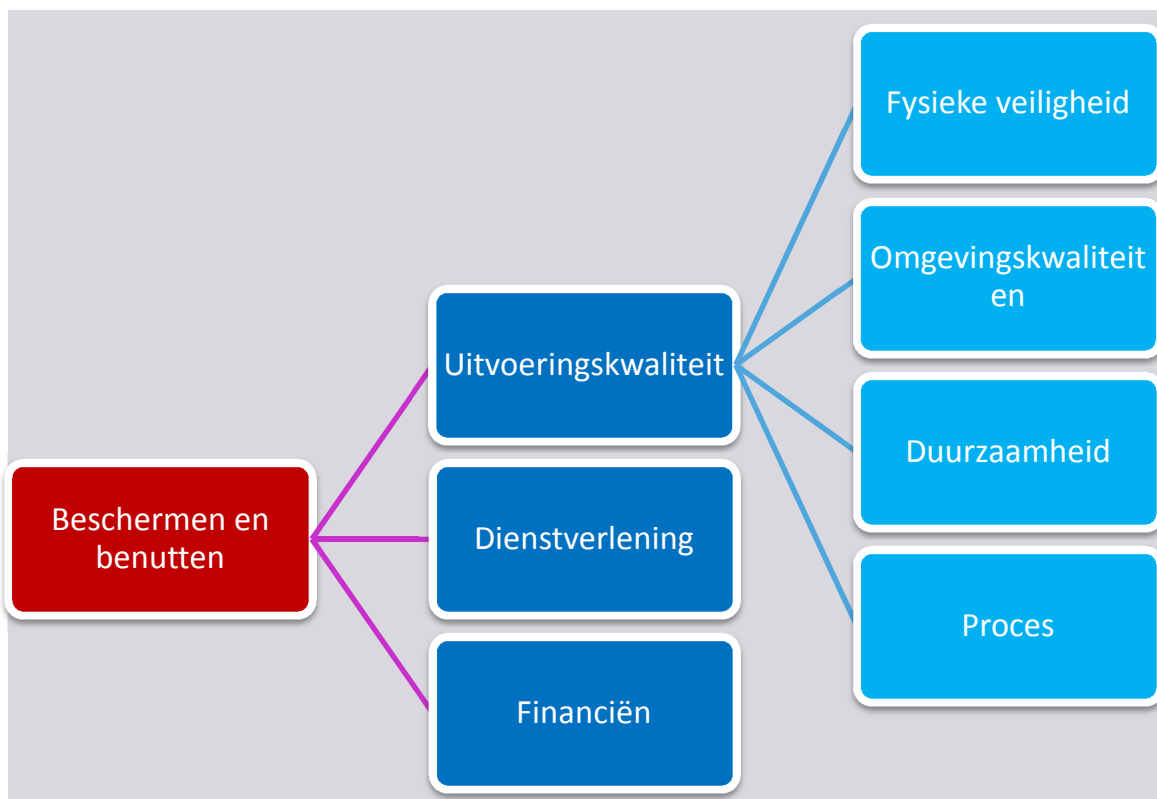 Fysieke veiligheid
Omgevingskwaliteit
en
Uitvoeringskwaliteit
Duurzaamheid
Beschermen en
benutten
Dienstverlening
Proces
Financiën